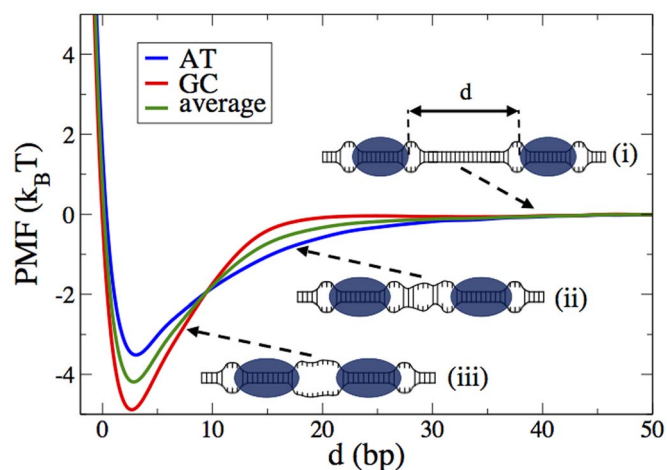 4
2
0
-2
-4
PMF (k_BT)
AT
GC
average
d
(i)
(ii)
(iii)
0
10
20
30
40
50
d (bp)